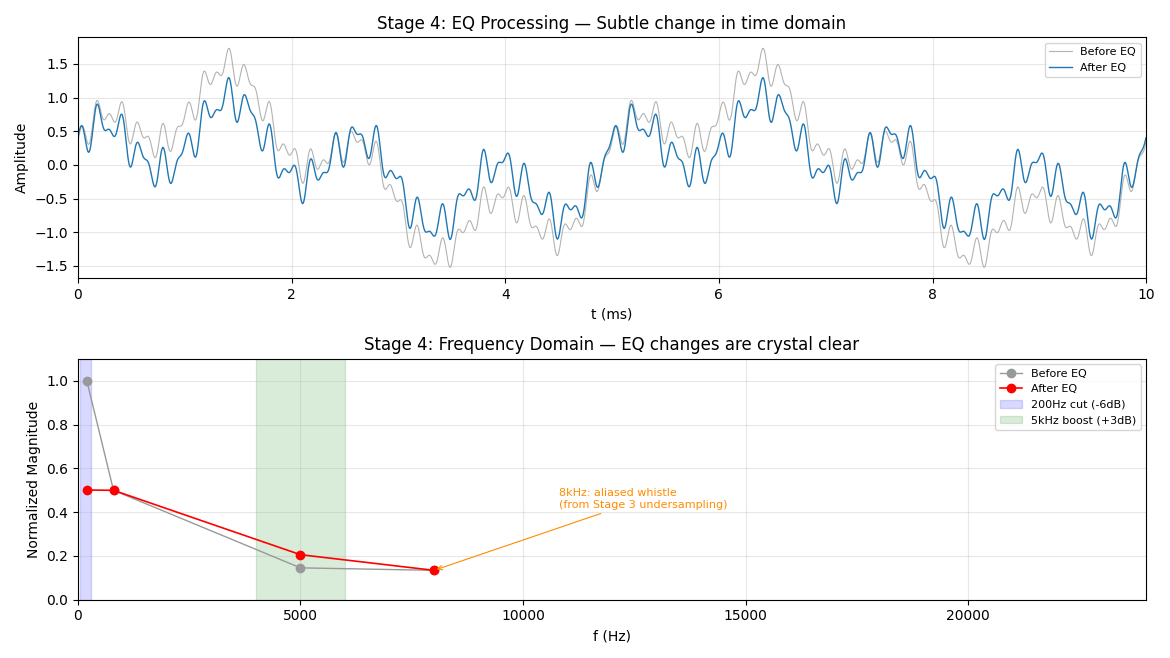 Stage 4: EQ Processing — Subtle change in time domain
Before EQ
After EQ
Amplitude
1.5
1.0
0.5
0.0
−0.5
−1.0
−1.5
0 2 4 6 8 10
t (ms)
Stage 4: Frequency Domain — EQ changes are crystal clear
Before EQ
After EQ
200Hz cut (-6dB)
5kHz boost (+3dB)
Normalized Magnitude
1.0
0.8
0.6
0.4
0.2
0.0
8kHz: aliased whistle
(from Stage 3 undersampling)
0 5000 10000 15000 20000
f (Hz)